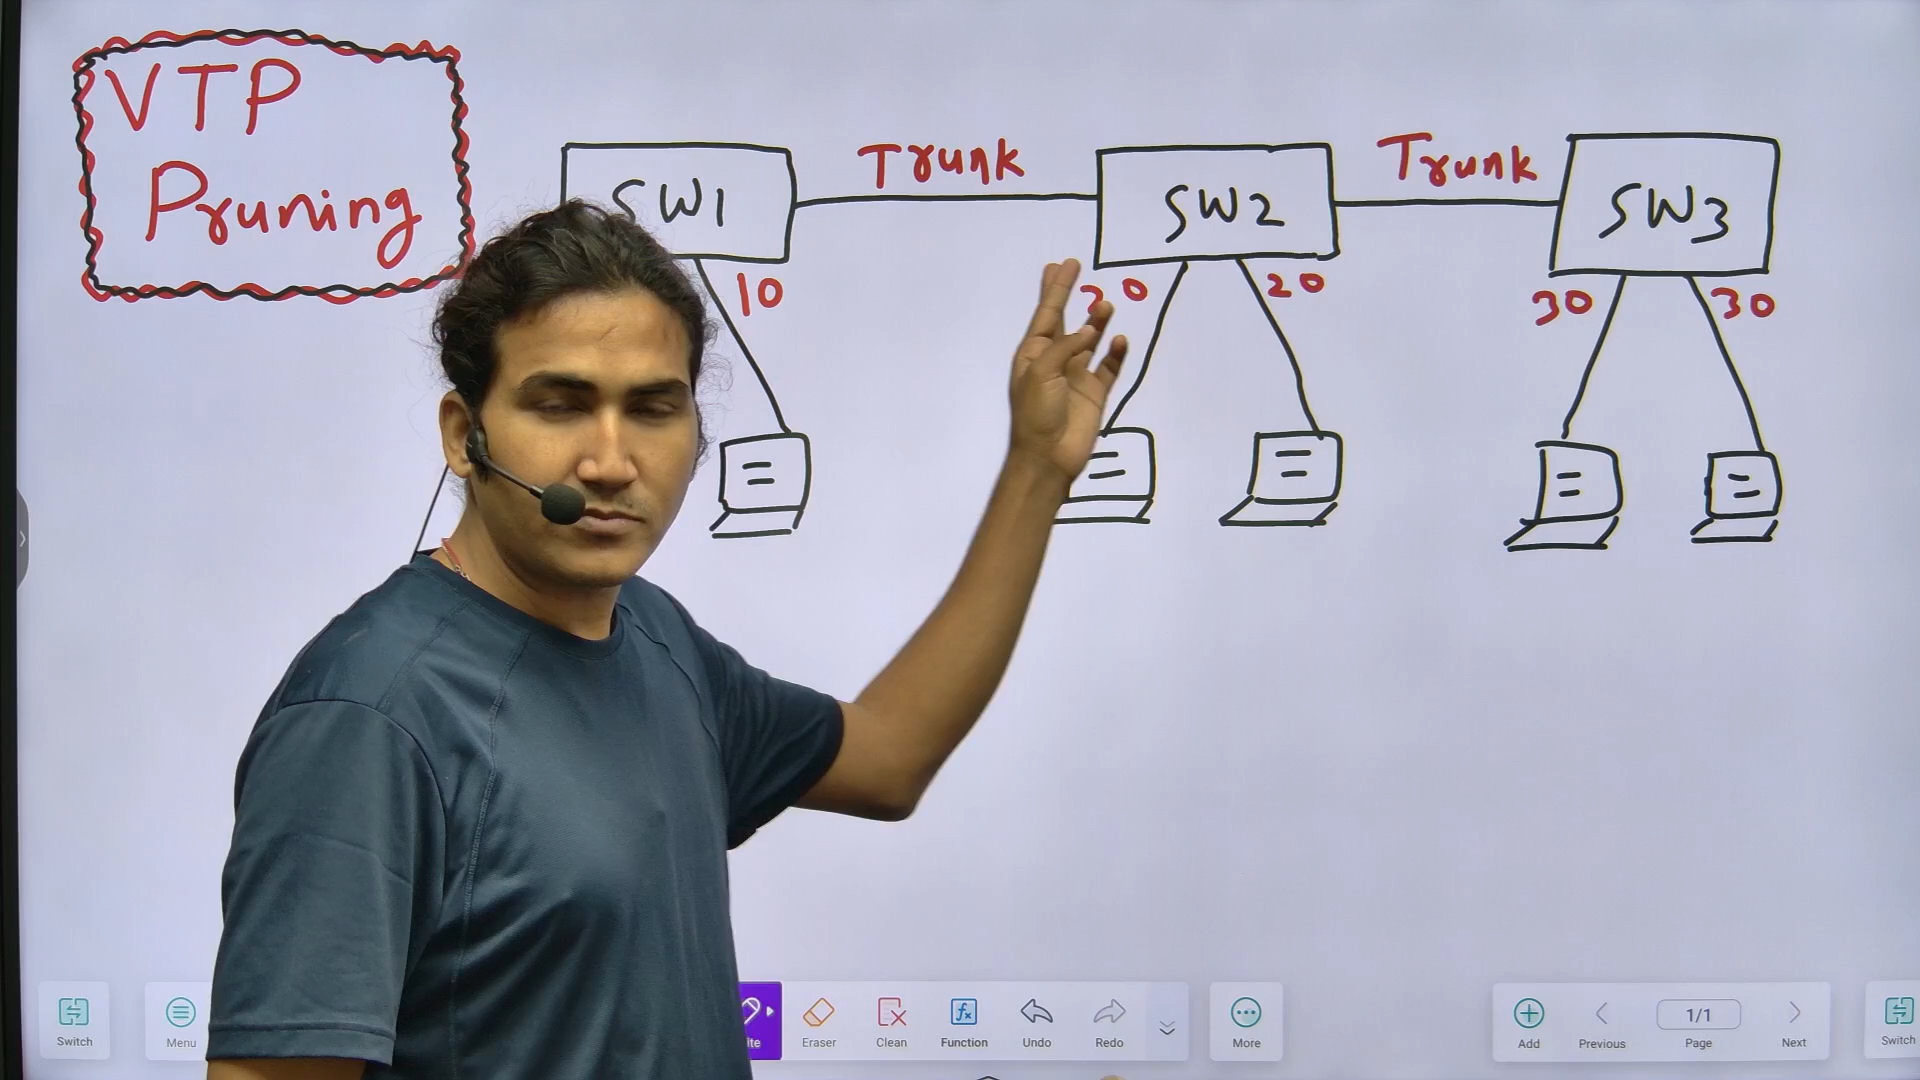 VTP
Pruning
Trunk
Trunk
SW1
SW2
SW3
10
20
30
30
Switch
Menu
Eraser
Clean
Function
Undo
Redo
More
Add
Previous
1/1
Page
Next
Switch